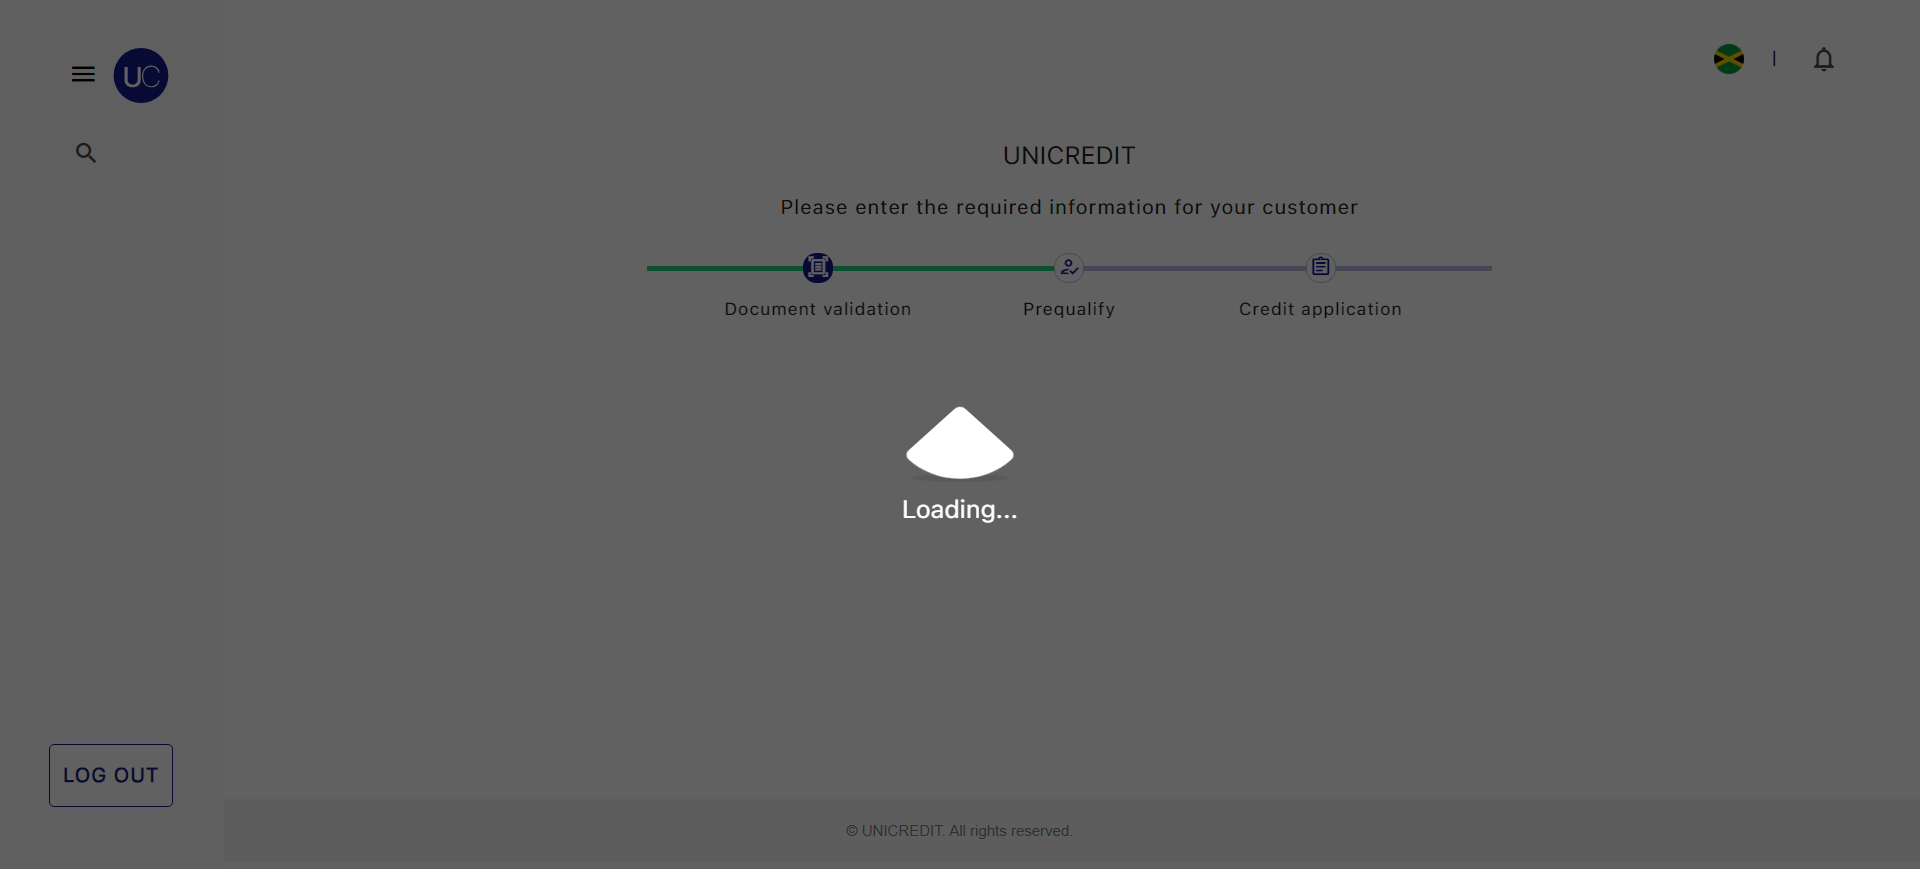 UC
UNICREDIT
Please enter the required information for your customer
Document validation
Prequalify
Credit application
Loading...
LOG OUT
© UNICREDIT. All rights reserved.